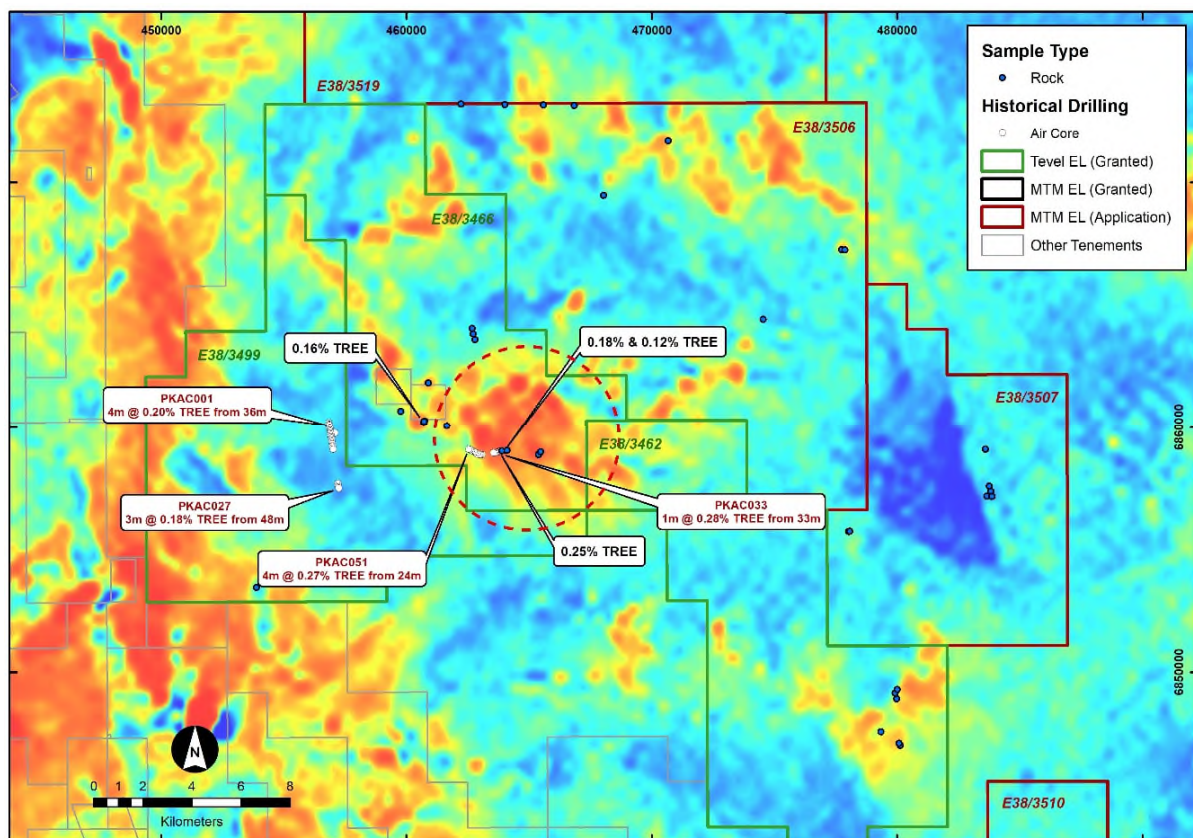 450000
460000
470000
480000
Sample Type
Rock
Historical Drilling
Air Core
Tevel EL (Granted)
MTM EL (Granted)
MTM EL (Application)
Other Tenements
E38/3519
E38/3506
E38/3466
E38/3499
0.16% TREE
0.18% & 0.12% TREE
E38/3507
PKAC001
4m @ 0.20% TREE from 36m
6860000
E38/3462
PKAC027
3m @ 0.18% TREE from 48m
PKAC033
1m @ 0.28% TREE from 33m
PKAC051
4m @ 0.27% TREE from 24m
0.25% TREE
6850000
N
0 1 2 4 6 8
Kilometers
E38/3510